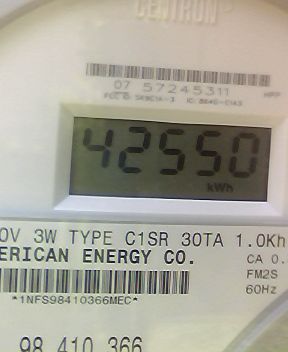 CENTRON
07 57245311
42550
kWh
0V 3W TYPE C1SR 30TA 1.0Kh
ERICAN ENERGY CO.
CA 0.
FM2S
*1NFS98410366MEC*
60Hz
98 410 366